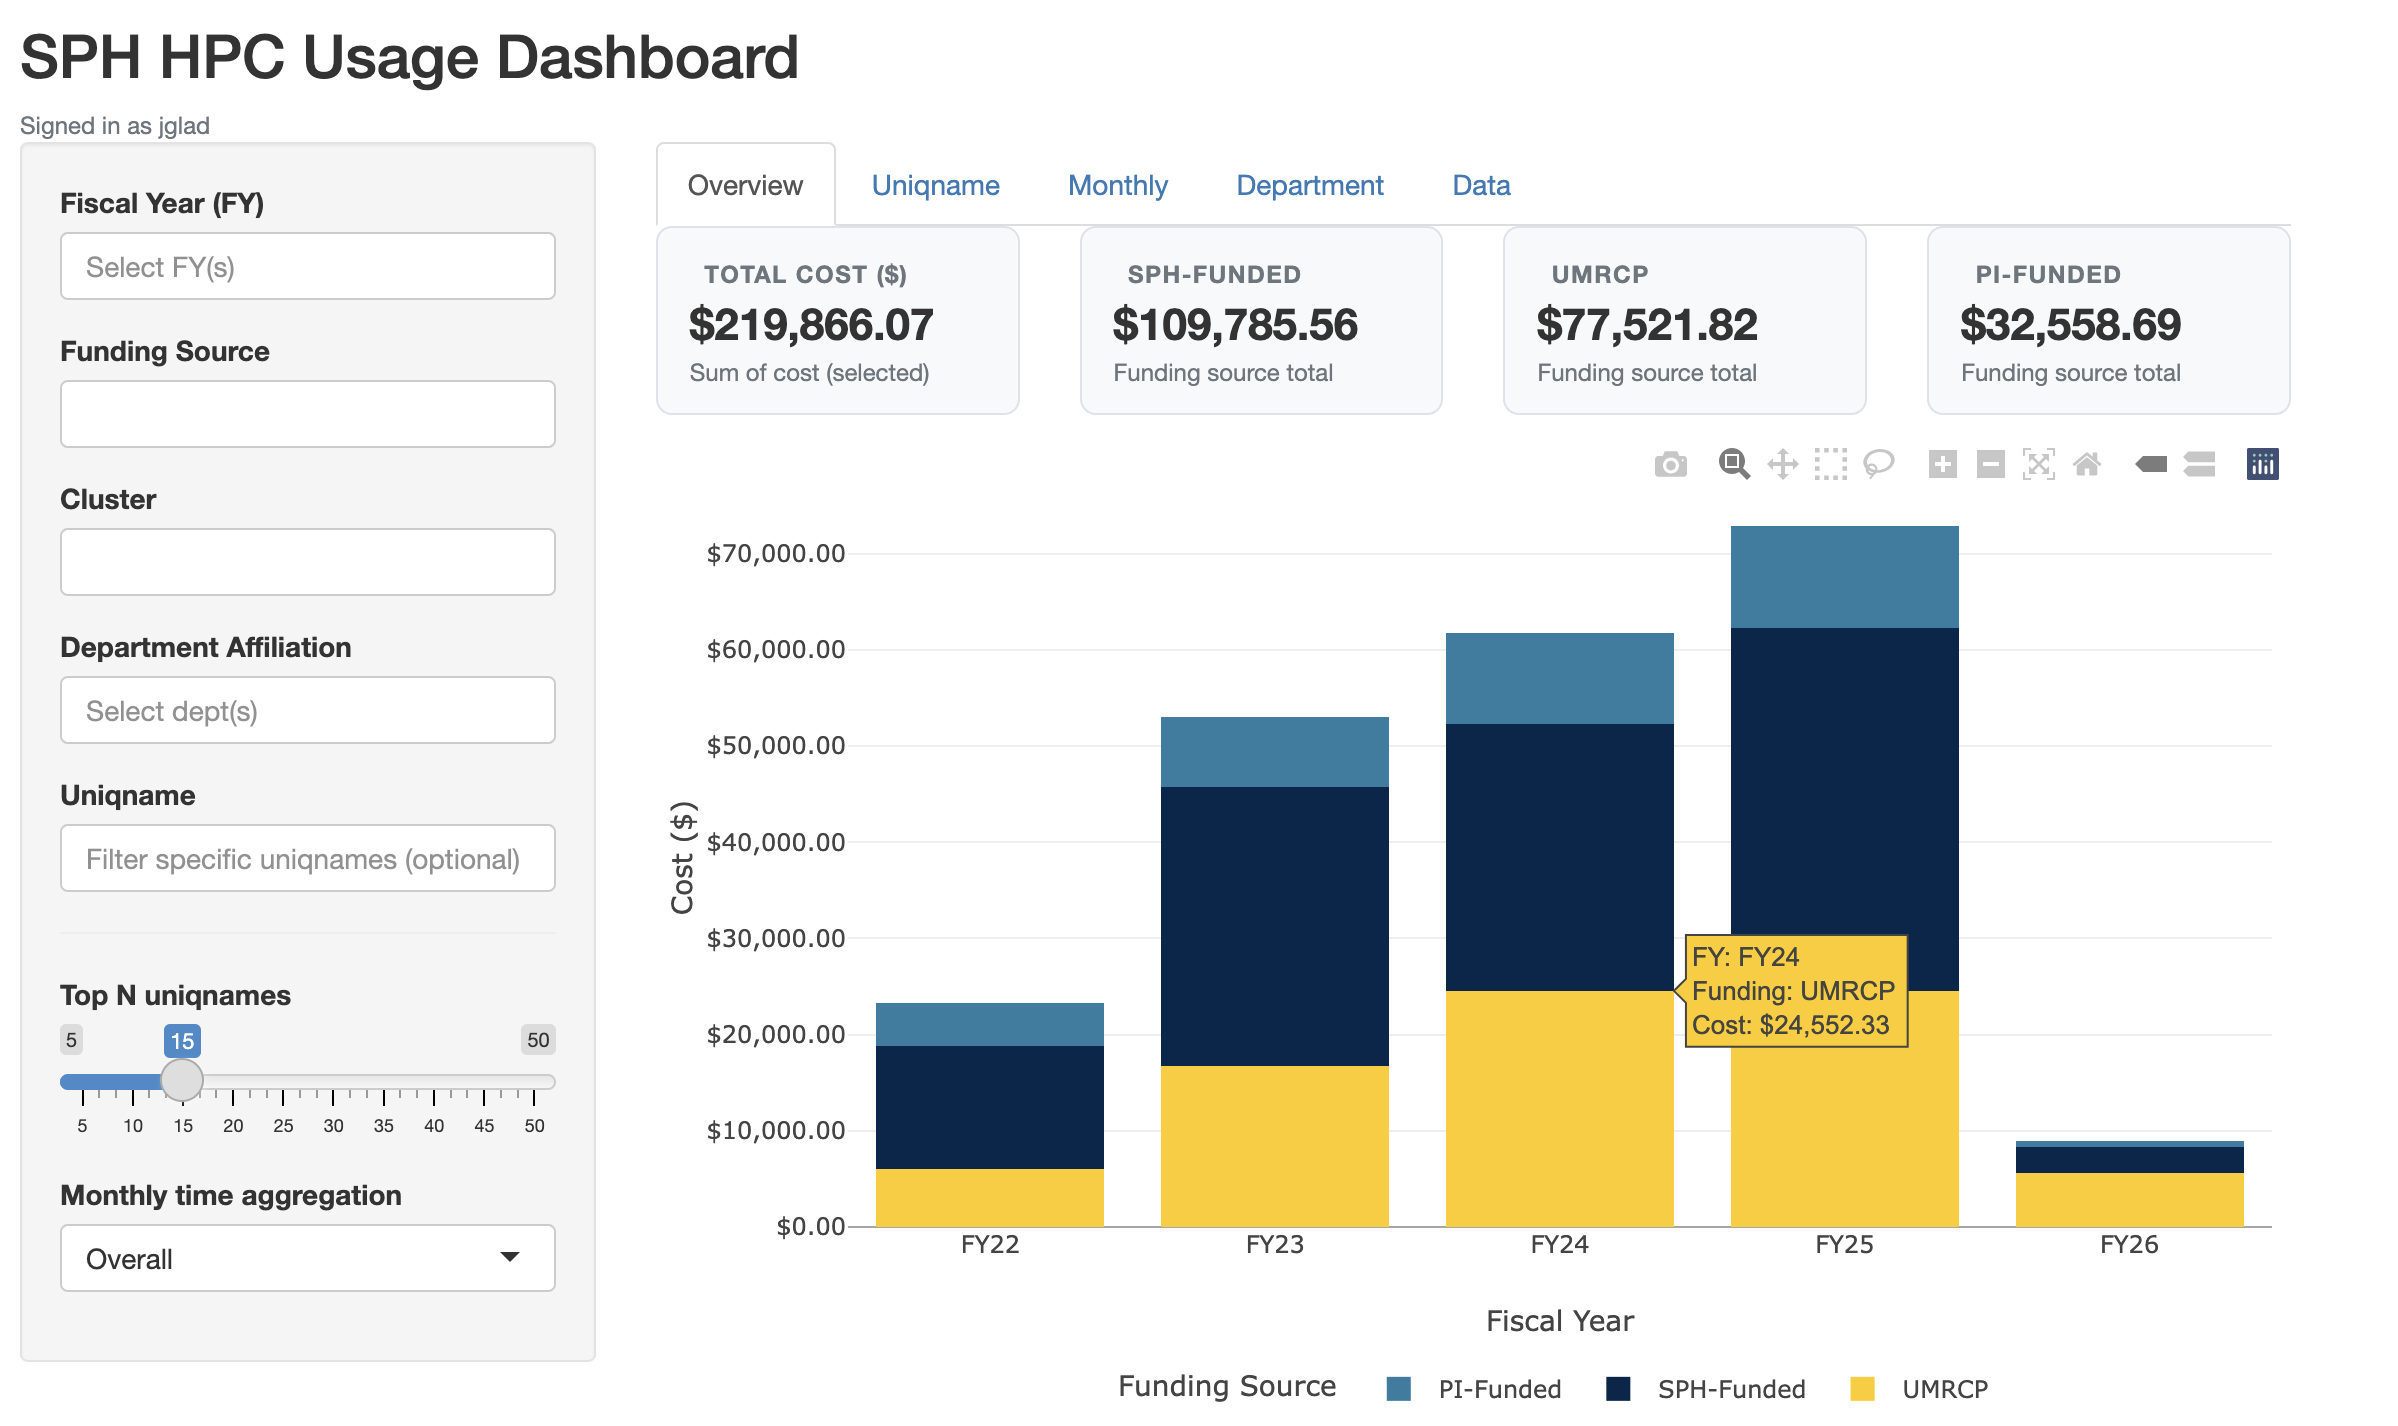 SPH HPC Usage Dashboard
Signed in as jglad
Fiscal Year (FY)
Select FY(s)
Funding Source
Cluster
Department Affiliation
Select dept(s)
Uniqname
Filter specific uniqnames (optional)
Top N uniqnames
5 15 50
5 10 15 20 25 30 35 40 45 50
Monthly time aggregation
Overall
Overview Uniqname Monthly Department Data
TOTAL COST ($)
$219,866.07
Sum of cost (selected)
SPH-FUNDED
$109,785.56
Funding source total
UMRCP
$77,521.82
Funding source total
PI-FUNDED
$32,558.69
Funding source total
Cost ($)
$70,000.00
$60,000.00
$50,000.00
$40,000.00
$30,000.00
$20,000.00
$10,000.00
$0.00
FY: FY24
Funding: UMRCP
Cost: $24,552.33
FY22 FY23 FY24 FY25 FY26
Fiscal Year
Funding Source PI-Funded SPH-Funded UMRCP